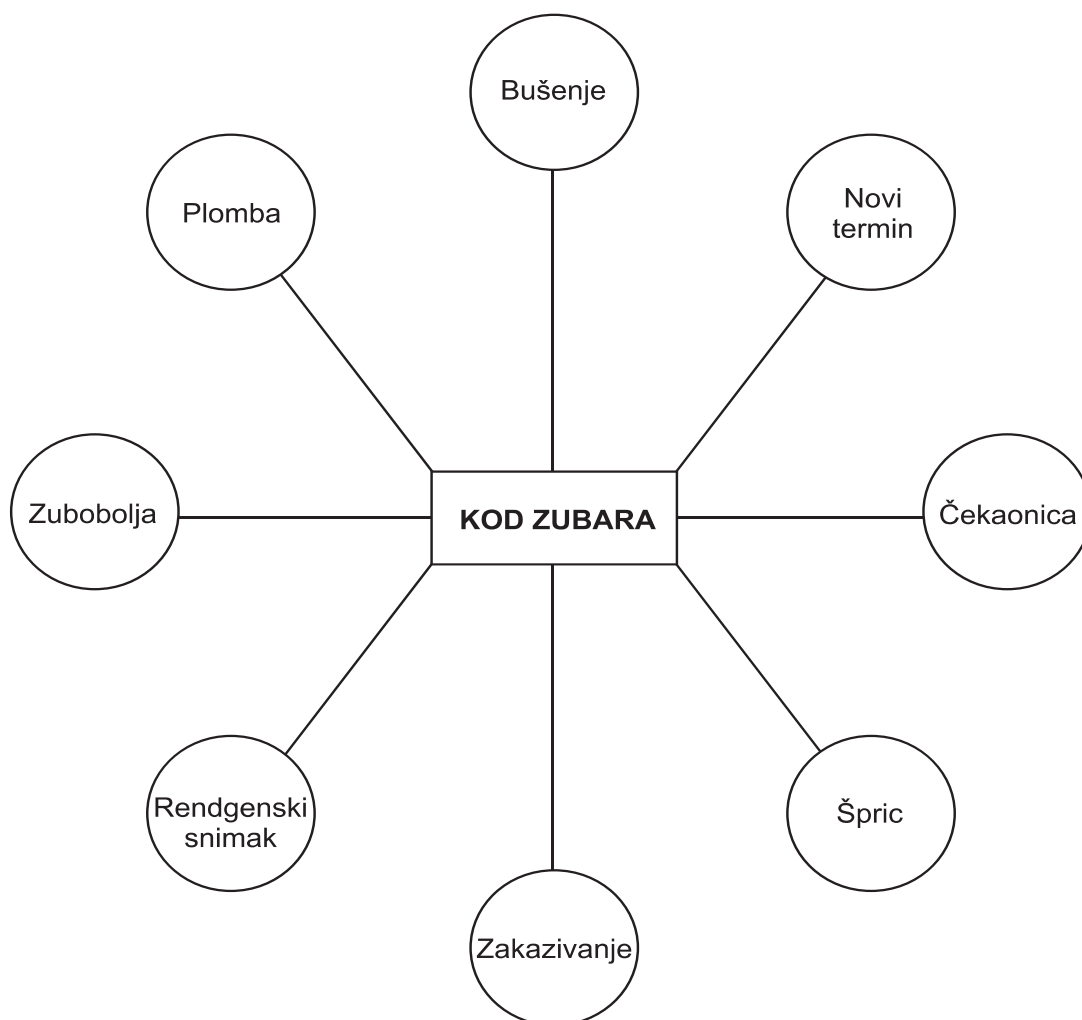 Bušenje
Plomba
Novi
termin
Zubobolja
KOD ZUBARA
Čekaonica
Rendgenski
snimak
Špric
Zakazivanje